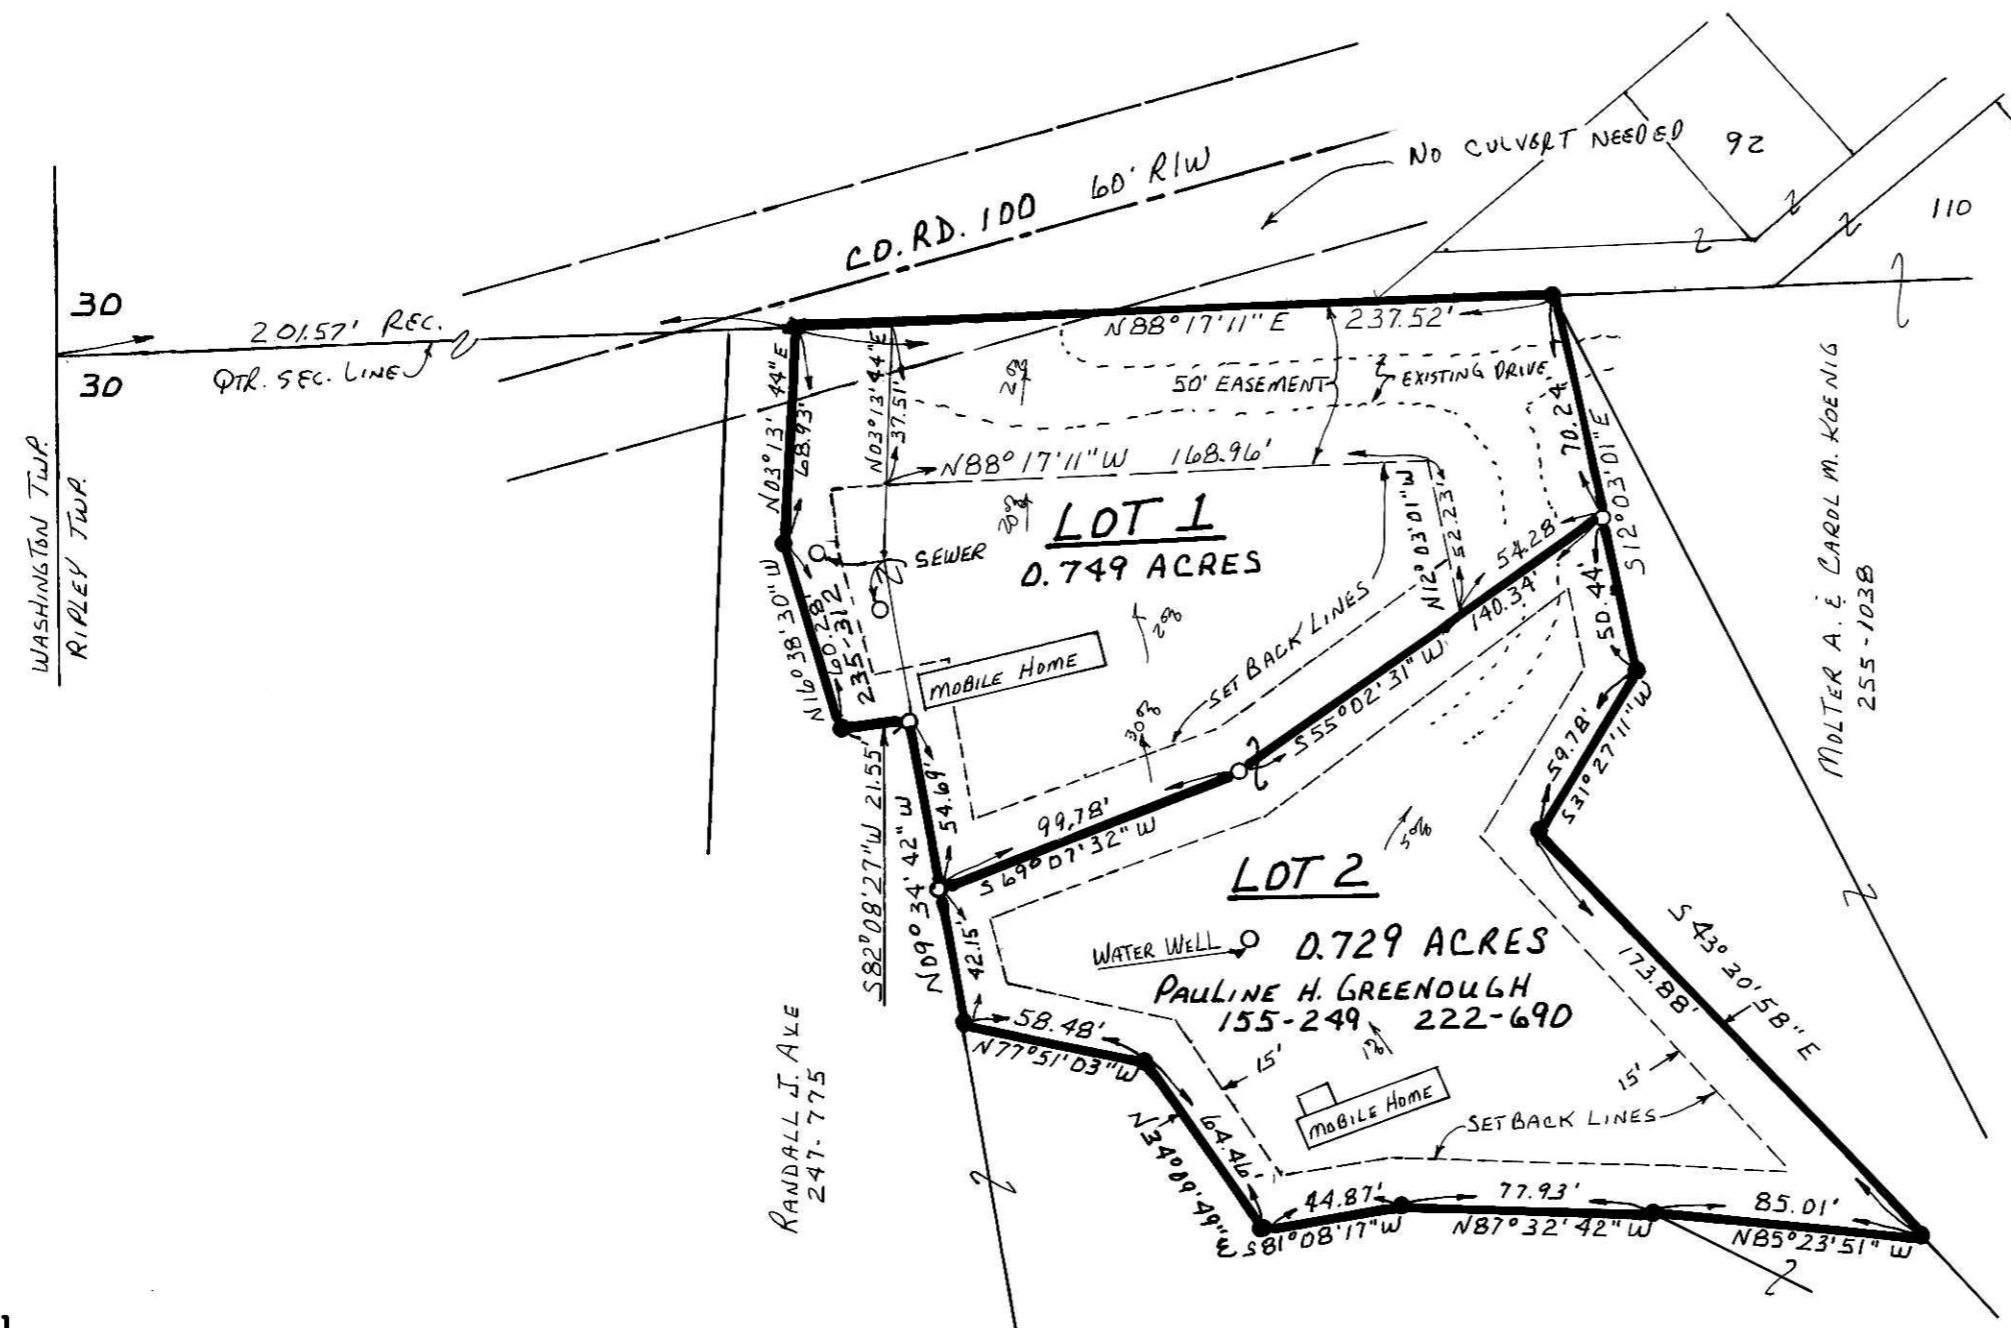 92
110
NO CULVERT NEEDED
CO. RD. 100 60' R/W
30
30
201.57' REC.
QTR. SEC. LINE
WASHINGTON TWP.
RIPLEY TWP.
N88°17'11" E 237.52'
50' EASEMENT
EXISTING DRIVE
N03°13'44"E
68.93'
N03°13'44"E
37.51'
20%
20%
N88°17'11"W 168.96'
LOT 1
0.749 ACRES
SEWER
N16°38'30"W
60.28'
235-312
MOBILE HOME
20%
30%
SET BACK LINES
N12°03'01"W
52.23'
54.28'
140.34'
S55°02'31"W
70.24'
S12°03'01"E
50.44'
59.78'
S31°27'11"W
MOLTER A. & CAROL M. KOENIG
255-1038
S82°08'27"W 21.55'
54.69'
N09°34'42"W
42.15'
99.78'
S69°07'32"W
5%
LOT 2
0.729 ACRES
WATER WELL
PAULINE H. GREENOUGH
155-249 222-690
1%
15'
15'
S43°30'58"E
173.88'
MOBILE HOME
SET BACK LINES
RANDALL J. AVE
247-775
58.48'
N77°51'03"W
64.46'
N34°09'49"E
44.87'
S81°08'17"W
77.93'
N87°32'42"W
85.01'
N85°23'51"W